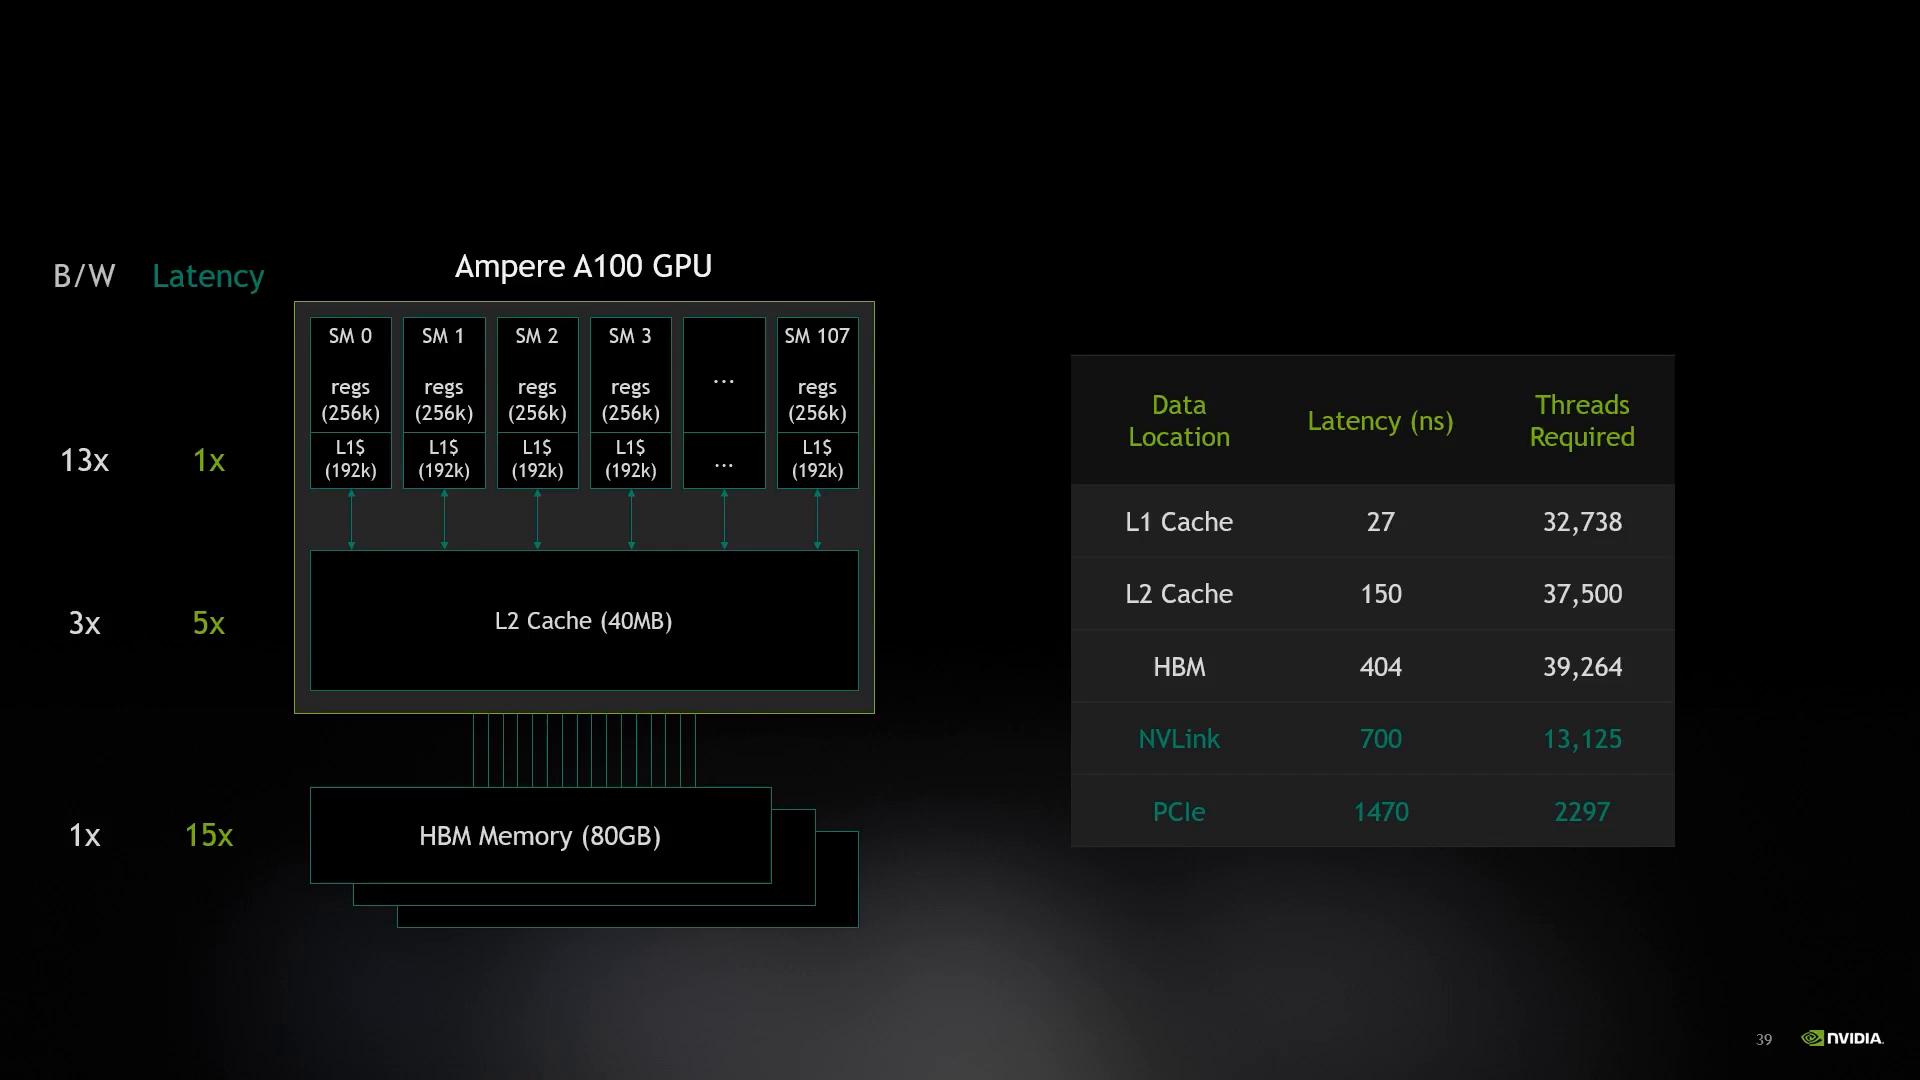 B/W Latency
Ampere A100 GPU
SM 0 SM 1 SM 2 SM 3 SM 107
regs regs regs regs ... regs
(256k) (256k) (256k) (256k) (256k)
13x 1x
L1$ L1$ L1$ L1$ ... L1$
(192k) (192k) (192k) (192k) (192k)
3x 5x
L2 Cache (40MB)
1x 15x
HBM Memory (80GB)
Data
Location
Latency (ns)
Threads
Required
L1 Cache 27 32,738
L2 Cache 150 37,500
HBM 404 39,264
NVLink 700 13,125
PCIe 1470 2297
39 NVIDIA.